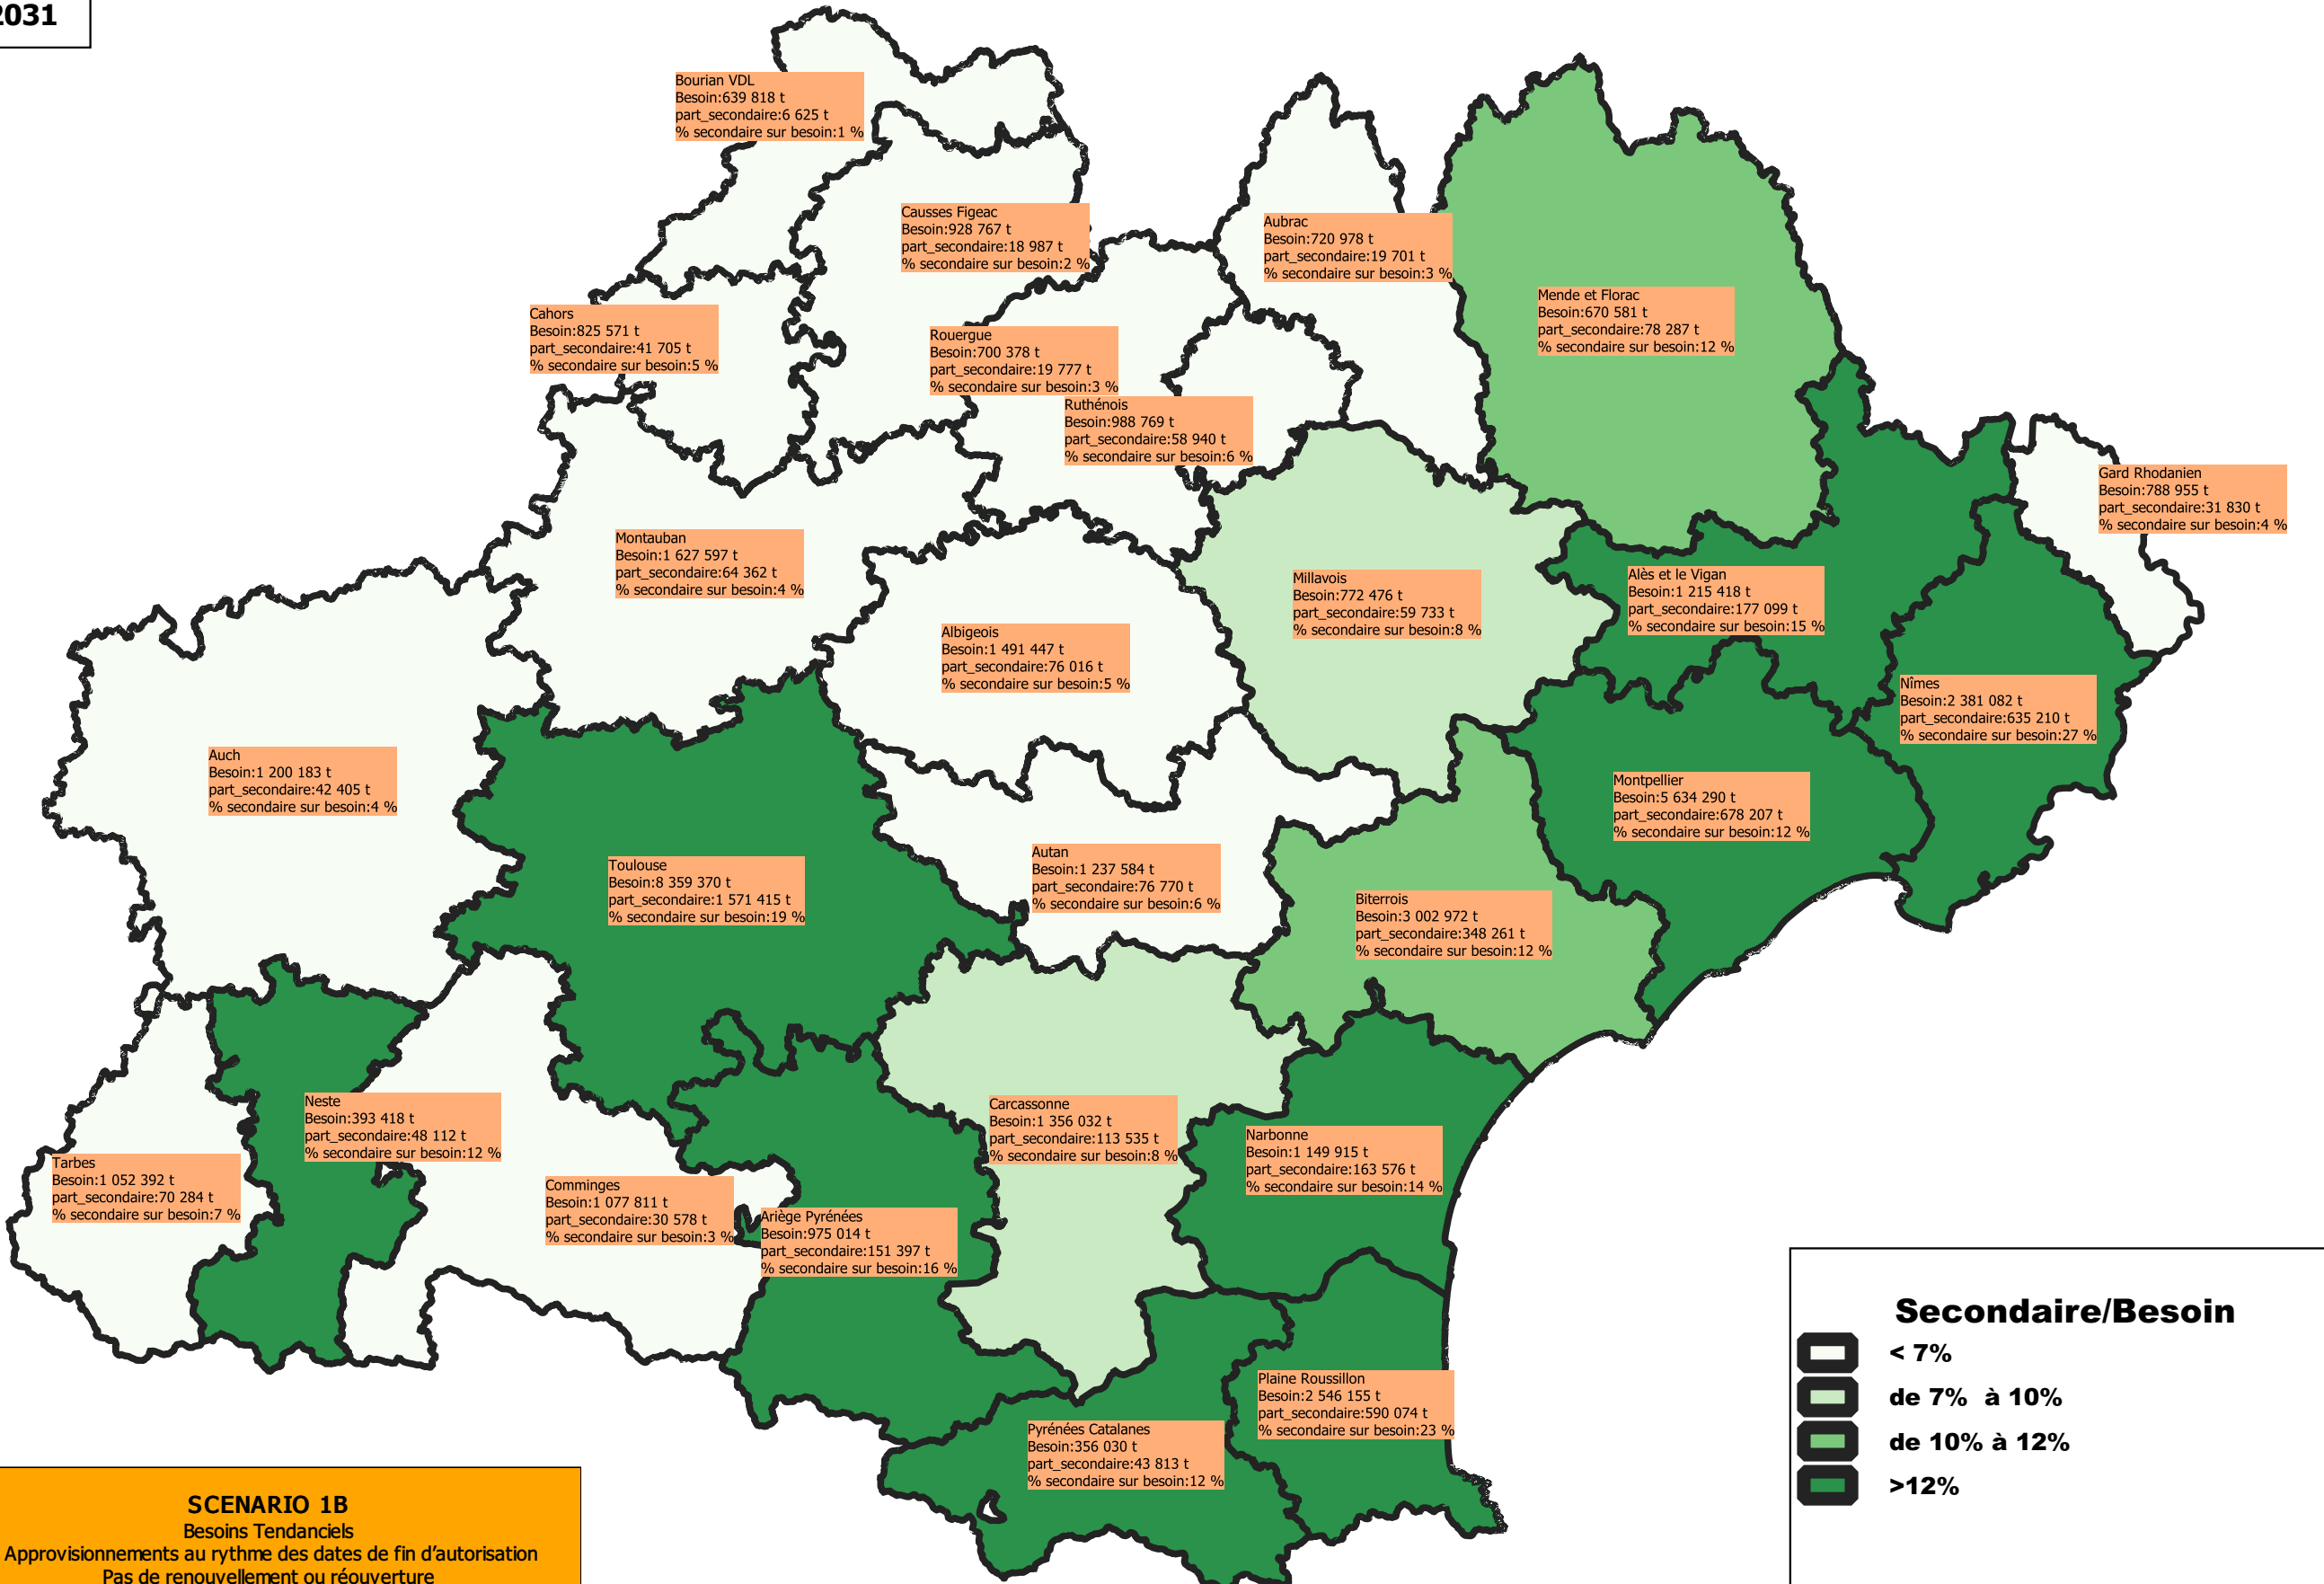 2031
Bourian VDL
Besoin:639 818 t
part_secondaire:6 625 t
% secondaire sur besoin:1 %
Causses Figeac
Besoin:928 767 t
part_secondaire:18 987 t
% secondaire sur besoin:2 %
Aubrac
Besoin:720 978 t
part_secondaire:19 701 t
% secondaire sur besoin:3 %
Mende et Florac
Besoin:670 581 t
part_secondaire:78 287 t
% secondaire sur besoin:12 %
Cahors
Besoin:825 571 t
part_secondaire:41 705 t
% secondaire sur besoin:5 %
Rouergue
Besoin:700 378 t
part_secondaire:19 777 t
% secondaire sur besoin:3 %
Ruthénois
Besoin:988 769 t
part_secondaire:58 940 t
% secondaire sur besoin:6 %
Gard Rhodanien
Besoin:788 955 t
part_secondaire:31 830 t
% secondaire sur besoin:4 %
Montauban
Besoin:1 627 597 t
part_secondaire:64 362 t
% secondaire sur besoin:4 %
Millavois
Besoin:772 476 t
part_secondaire:59 733 t
% secondaire sur besoin:8 %
Alès et le Vigan
Besoin:1 215 418 t
part_secondaire:177 099 t
% secondaire sur besoin:15 %
Albigeois
Besoin:1 491 447 t
part_secondaire:76 016 t
% secondaire sur besoin:5 %
Nîmes
Besoin:2 381 082 t
part_secondaire:635 210 t
% secondaire sur besoin:27 %
Auch
Besoin:1 200 183 t
part_secondaire:42 405 t
% secondaire sur besoin:4 %
Montpellier
Besoin:5 634 290 t
part_secondaire:678 207 t
% secondaire sur besoin:12 %
Toulouse
Besoin:8 359 370 t
part_secondaire:1 571 415 t
% secondaire sur besoin:19 %
Autan
Besoin:1 237 584 t
part_secondaire:76 770 t
% secondaire sur besoin:6 %
Biterrois
Besoin:3 002 972 t
part_secondaire:348 261 t
% secondaire sur besoin:12 %
Neste
Besoin:393 418 t
part_secondaire:48 112 t
% secondaire sur besoin:12 %
Carcassonne
Besoin:1 356 032 t
part_secondaire:113 535 t
% secondaire sur besoin:8 %
Narbonne
Besoin:1 149 915 t
part_secondaire:163 576 t
% secondaire sur besoin:14 %
Tarbes
Besoin:1 052 392 t
part_secondaire:70 284 t
% secondaire sur besoin:7 %
Comminges
Besoin:1 077 811 t
part_secondaire:30 578 t
% secondaire sur besoin:3 %
Ariège Pyrénées
Besoin:975 014 t
part_secondaire:151 397 t
% secondaire sur besoin:16 %
Plaine Roussillon
Besoin:2 546 155 t
part_secondaire:590 074 t
% secondaire sur besoin:23 %
Pyrénées Catalanes
Besoin:356 030 t
part_secondaire:43 813 t
% secondaire sur besoin:12 %
Secondaire/Besoin
< 7%
de 7% à 10%
de 10% à 12%
>12%
SCENARIO 1B
Besoins Tendanciels
Approvisionnements au rythme des dates de fin d'autorisation
Pas de renouvellement ou réouverture